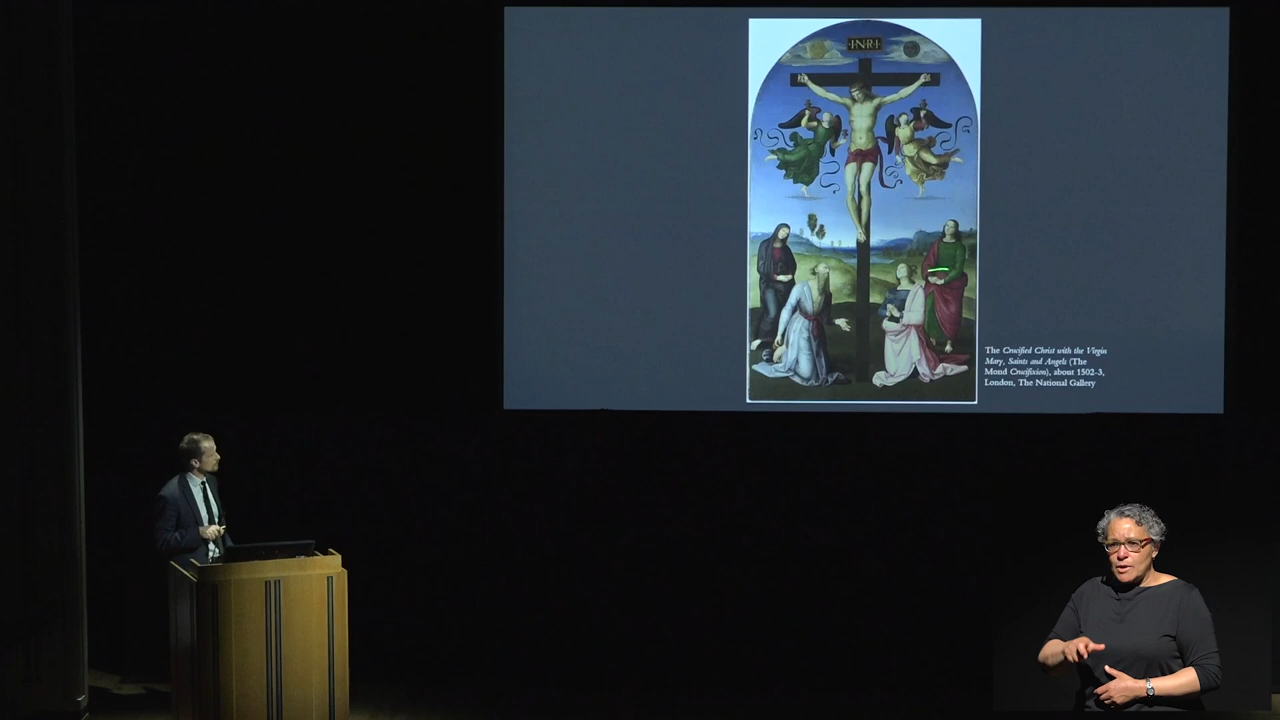 ·INRI·
The Crucified Christ with the Virgin
Mary, Saints and Angels (The
Mond Crucifixion), about 1502-3,
London, The National Gallery